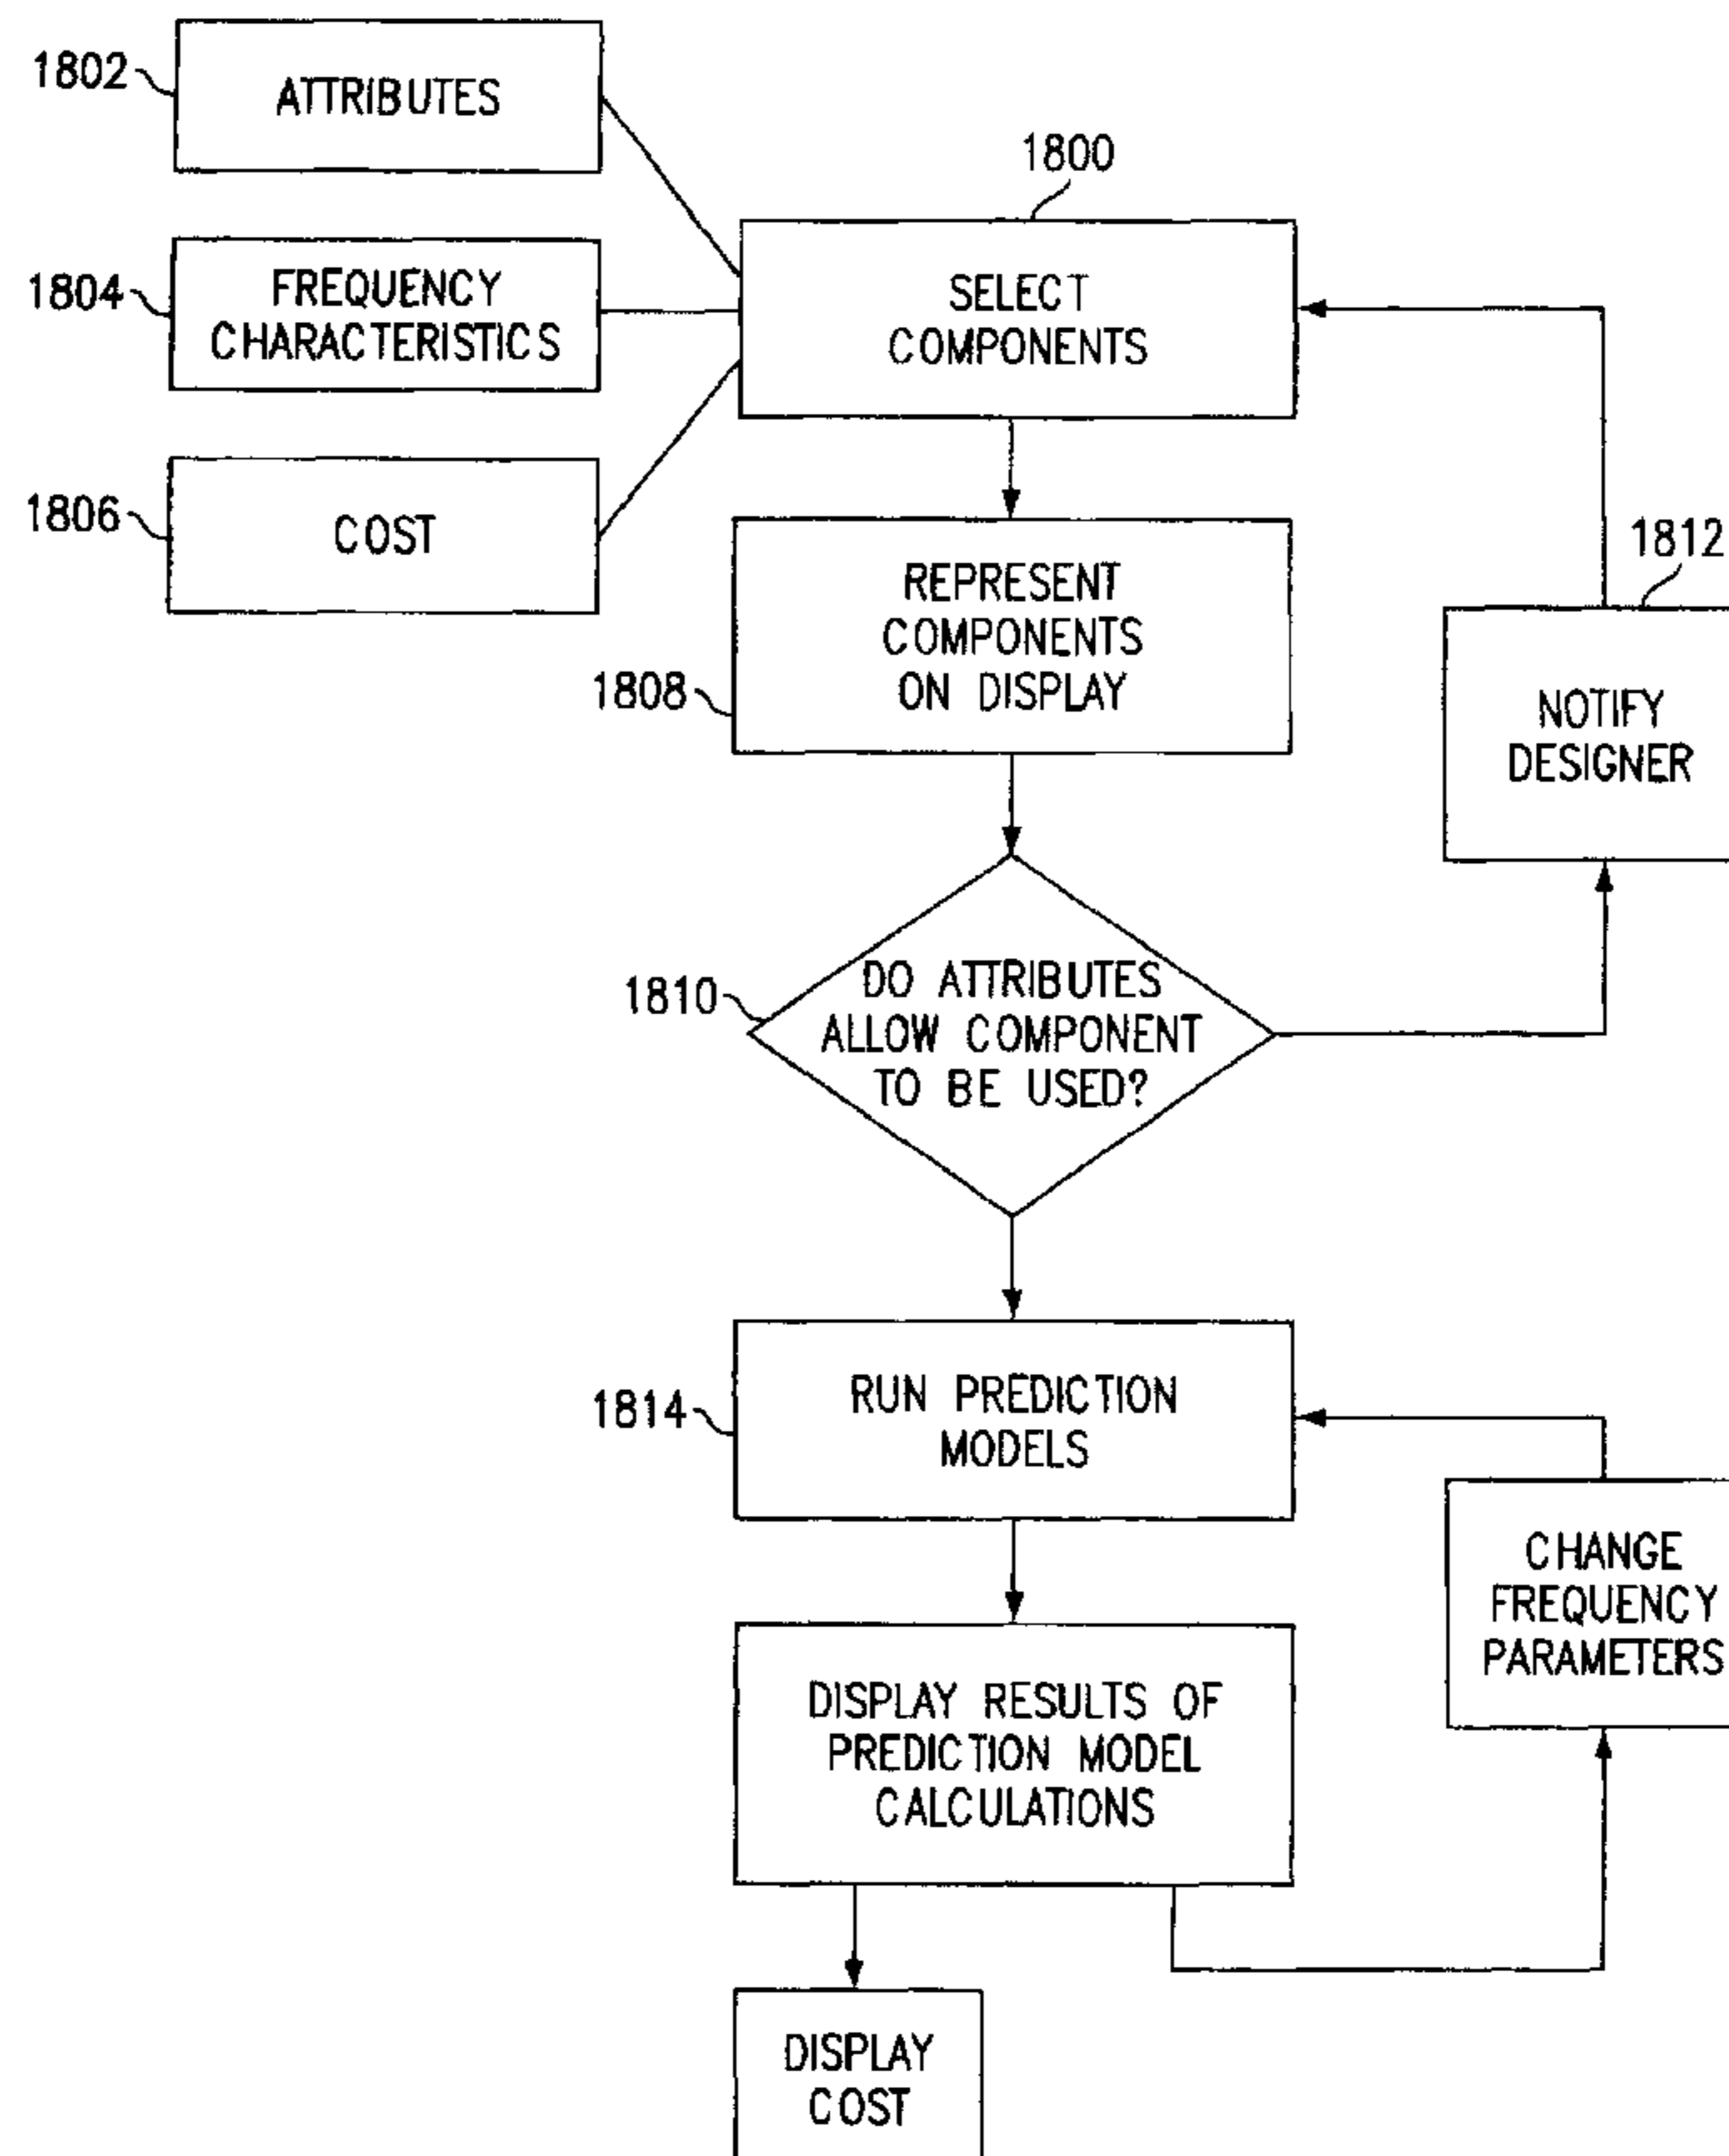 1802
ATTRIBUTES
1800
1804
FREQUENCY
CHARACTERISTICS
SELECT
COMPONENTS
1806
COST
1808
REPRESENT
COMPONENTS
ON DISPLAY
1812
NOTIFY
DESIGNER
1810
DO ATTRIBUTES
ALLOW COMPONENT
TO BE USED?
1814
RUN PREDICTION
MODELS
CHANGE
FREQUENCY
PARAMETERS
DISPLAY RESULTS OF
PREDICTION MODEL
CALCULATIONS
DISPLAY
COST